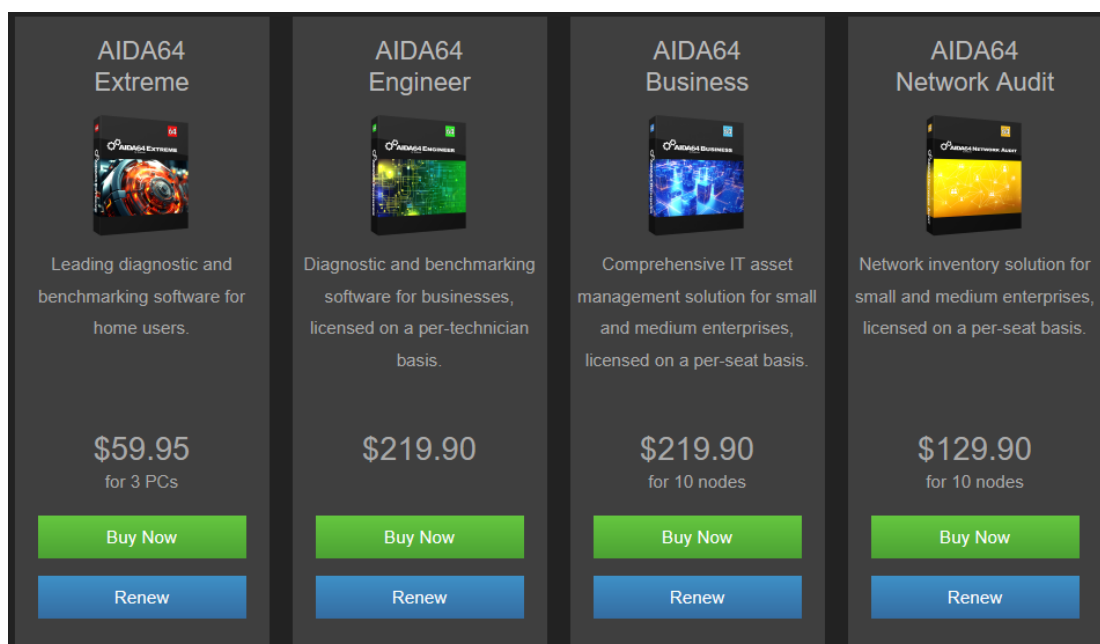 AIDA64
Extreme
64
AIDA64 EXTREME
Leading diagnostic and
benchmarking software for
home users.
$59.95
for 3 PCs
Buy Now
Renew
AIDA64
Engineer
AIDA64 ENGINEER
Diagnostic and benchmarking
software for businesses,
licensed on a per-technician
basis.
$219.90
Buy Now
Renew
AIDA64
Business
AIDA64 BUSINESS
Comprehensive IT asset
management solution for small
and medium enterprises,
licensed on a per-seat basis.
$219.90
for 10 nodes
Buy Now
Renew
AIDA64
Network Audit
AIDA64 NETWORK AUDIT
Network inventory solution for
small and medium enterprises,
licensed on a per-seat basis.
$129.90
for 10 nodes
Buy Now
Renew